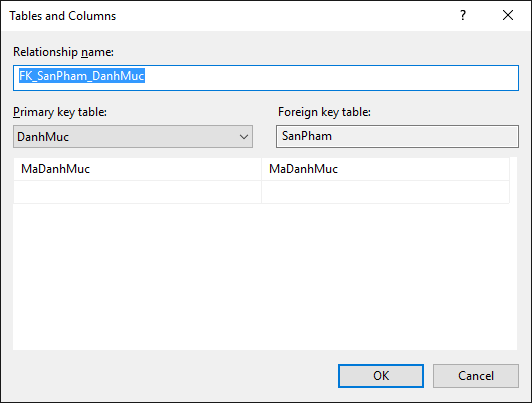 Tables and Columns
?
Relationship name:
FK_SanPham_DanhMuc
Primary key table:
Foreign key table:
DanhMuc
SanPham
MaDanhMuc
MaDanhMuc
OK
Cancel